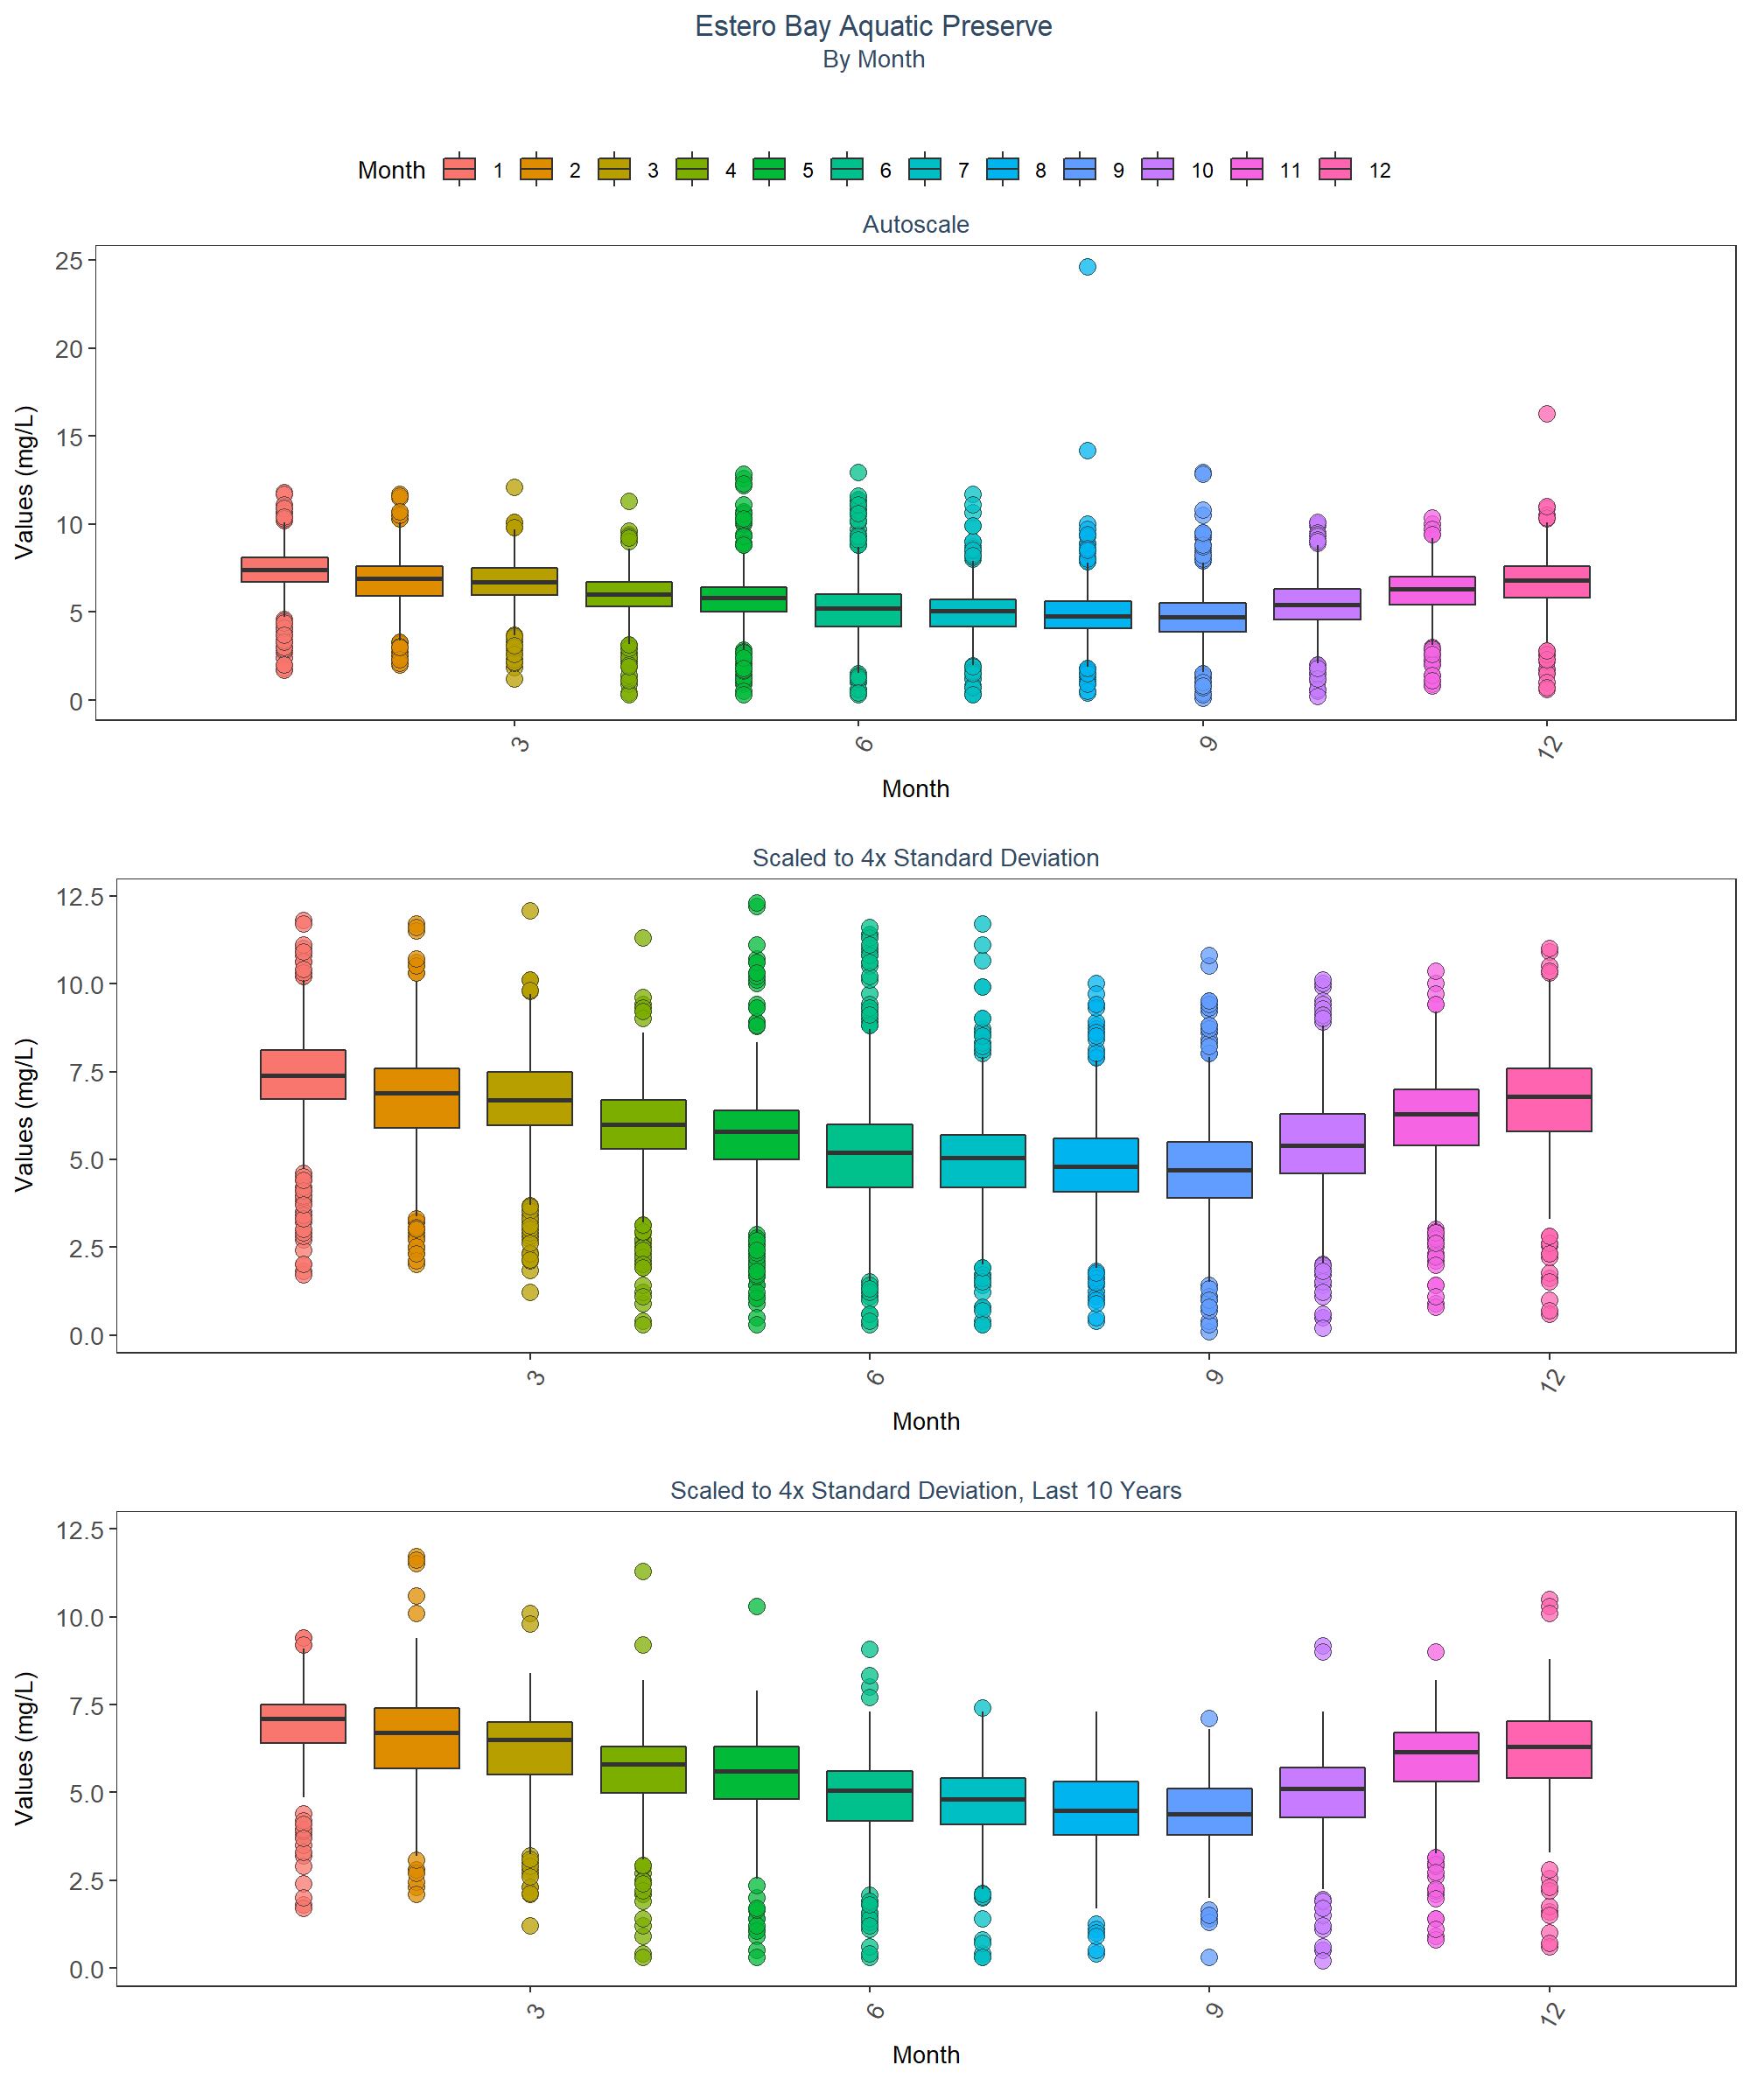 Estero Bay Aquatic Preserve
By Month
Month 1 2 3 4 5 6 7 8 9 10 11 12
Autoscale
Values (mg/L)
25
20
15
10
5
0
3 6 9 12
Month
Scaled to 4x Standard Deviation
Values (mg/L)
12.5
10.0
7.5
5.0
2.5
0.0
3 6 9 12
Month
Scaled to 4x Standard Deviation, Last 10 Years
Values (mg/L)
12.5
10.0
7.5
5.0
2.5
0.0
3 6 9 12
Month